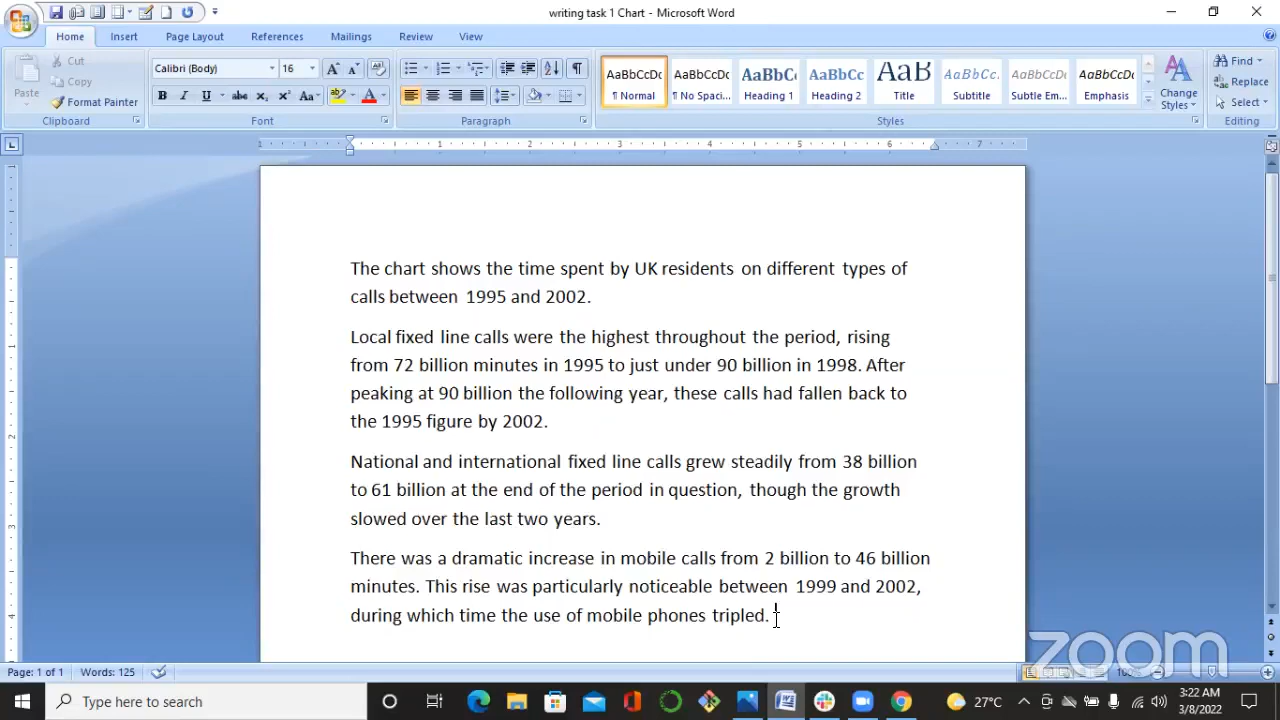 writing task 1 Chart - Microsoft Word
Home Insert Page Layout References Mailings Review View
Paste
Cut
Copy
Format Painter
Clipboard
Calibri (Body) 16
Font
Paragraph
AaBbCcDc AaBbCcDc AaBbC AaBbCc AaB AaBbCc. AaBbCcDc AaBbCcDc
¶ Normal ¶ No Spaci... Heading 1 Heading 2 Title Subtitle Subtle Em... Emphasis
Change Styles
Styles
Find
Replace
Select
Editing
1 1 2 3 4 5 6 7
The chart shows the time spent by UK residents on different types of
calls between 1995 and 2002.
Local fixed line calls were the highest throughout the period, rising
from 72 billion minutes in 1995 to just under 90 billion in 1998. After
peaking at 90 billion the following year, these calls had fallen back to
the 1995 figure by 2002.
National and international fixed line calls grew steadily from 38 billion
to 61 billion at the end of the period in question, though the growth
slowed over the last two years.
There was a dramatic increase in mobile calls from 2 billion to 46 billion
minutes. This rise was particularly noticeable between 1999 and 2002,
during which time the use of mobile phones tripled.
zoom
Page: 1 of 1 Words: 125
Type here to search
27°C
3:22 AM
3/8/2022